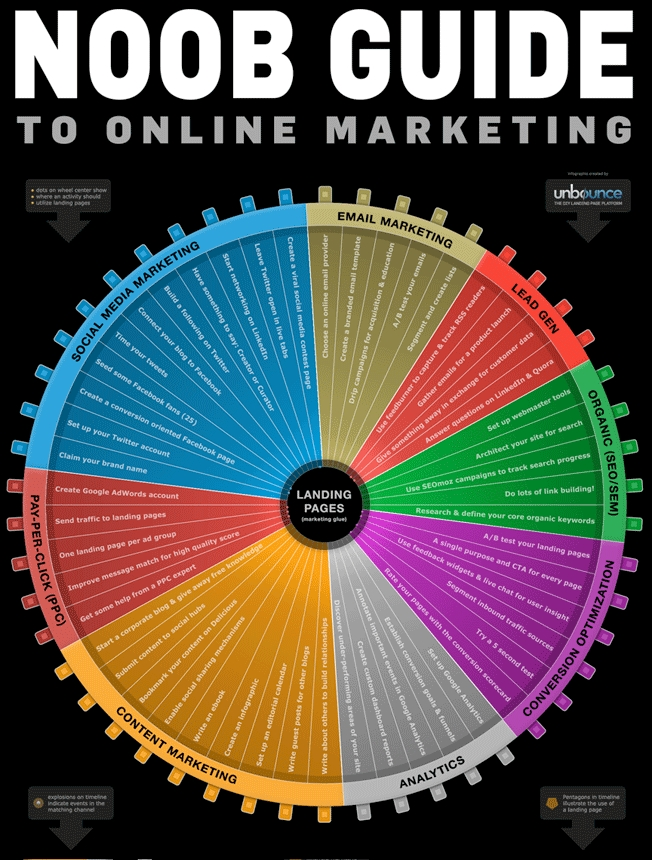 NOOB GUIDE
TO ONLINE MARKETING
dots on wheel center show
where an activity should
utilize landing pages
infographic created by
unbounce
THE DIY LANDING PAGE PLATFORM
EMAIL MARKETING
Choose an online email provider
Create a branded email template
Drip campaigns for acquisition & education
A/B test your emails
Segment and create lists
LEAD GEN
Use feedburner to capture & track RSS readers
Gather emails for a product launch
Give something away in exchange for customer data
Answer questions on LinkedIn & Quora
ORGANIC (SEO/SEM)
Set up webmaster tools
Architect your site for search
Use SEOmoz campaigns to track search progress
Do lots of link building!
Research & define your core organic keywords
CONVERSION OPTIMIZATION
A/B test your landing pages
A single purpose and CTA for every page
Use feedback widgets & live chat for user insight
Segment inbound traffic sources
Try a 5 second test
Rate your pages with the conversion scorecard
ANALYTICS
Set up Google Analytics
Establish conversion goals & funnels
Annotate important events in Google Analytics
Create custom dashboard reports
Discover under-performing areas of your site
CONTENT MARKETING
Write about others to build relationships
Write guest posts for other blogs
Set up an editorial calendar
Create an infographic
Write an ebook
Enable social sharing mechanisms
Bookmark your content on Delicious
Submit content to social hubs
Start a corporate blog & give away free knowledge
PAY-PER-CLICK (PPC)
Get some help from a PPC expert
Improve message match for high quality score
One landing page per ad group
Send traffic to landing pages
Create Google AdWords account
SOCIAL MEDIA MARKETING
Claim your brand name
Set up your Twitter account
Create a conversion oriented Facebook page
Seed some Facebook fans (25)
Time your tweets
Connect your blog to Facebook
Build a following on Twitter
Have something to say: Creator or Curator
Start networking on LinkedIn
Leave Twitter open in live tabs
Create a viral social media contest page
LANDING
PAGES
(marketing glue)
explosions on timeline
indicate events in the
matching channel
Pentagons in timeline
illustrate the use of
a landing page